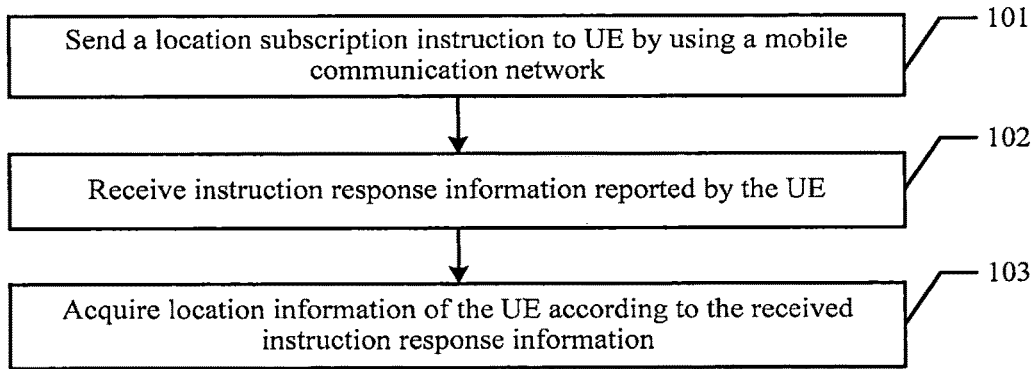 101
Send a location subscription instruction to UE by using a mobile
communication network
102
Receive instruction response information reported by the UE
103
Acquire location information of the UE according to the received
instruction response information